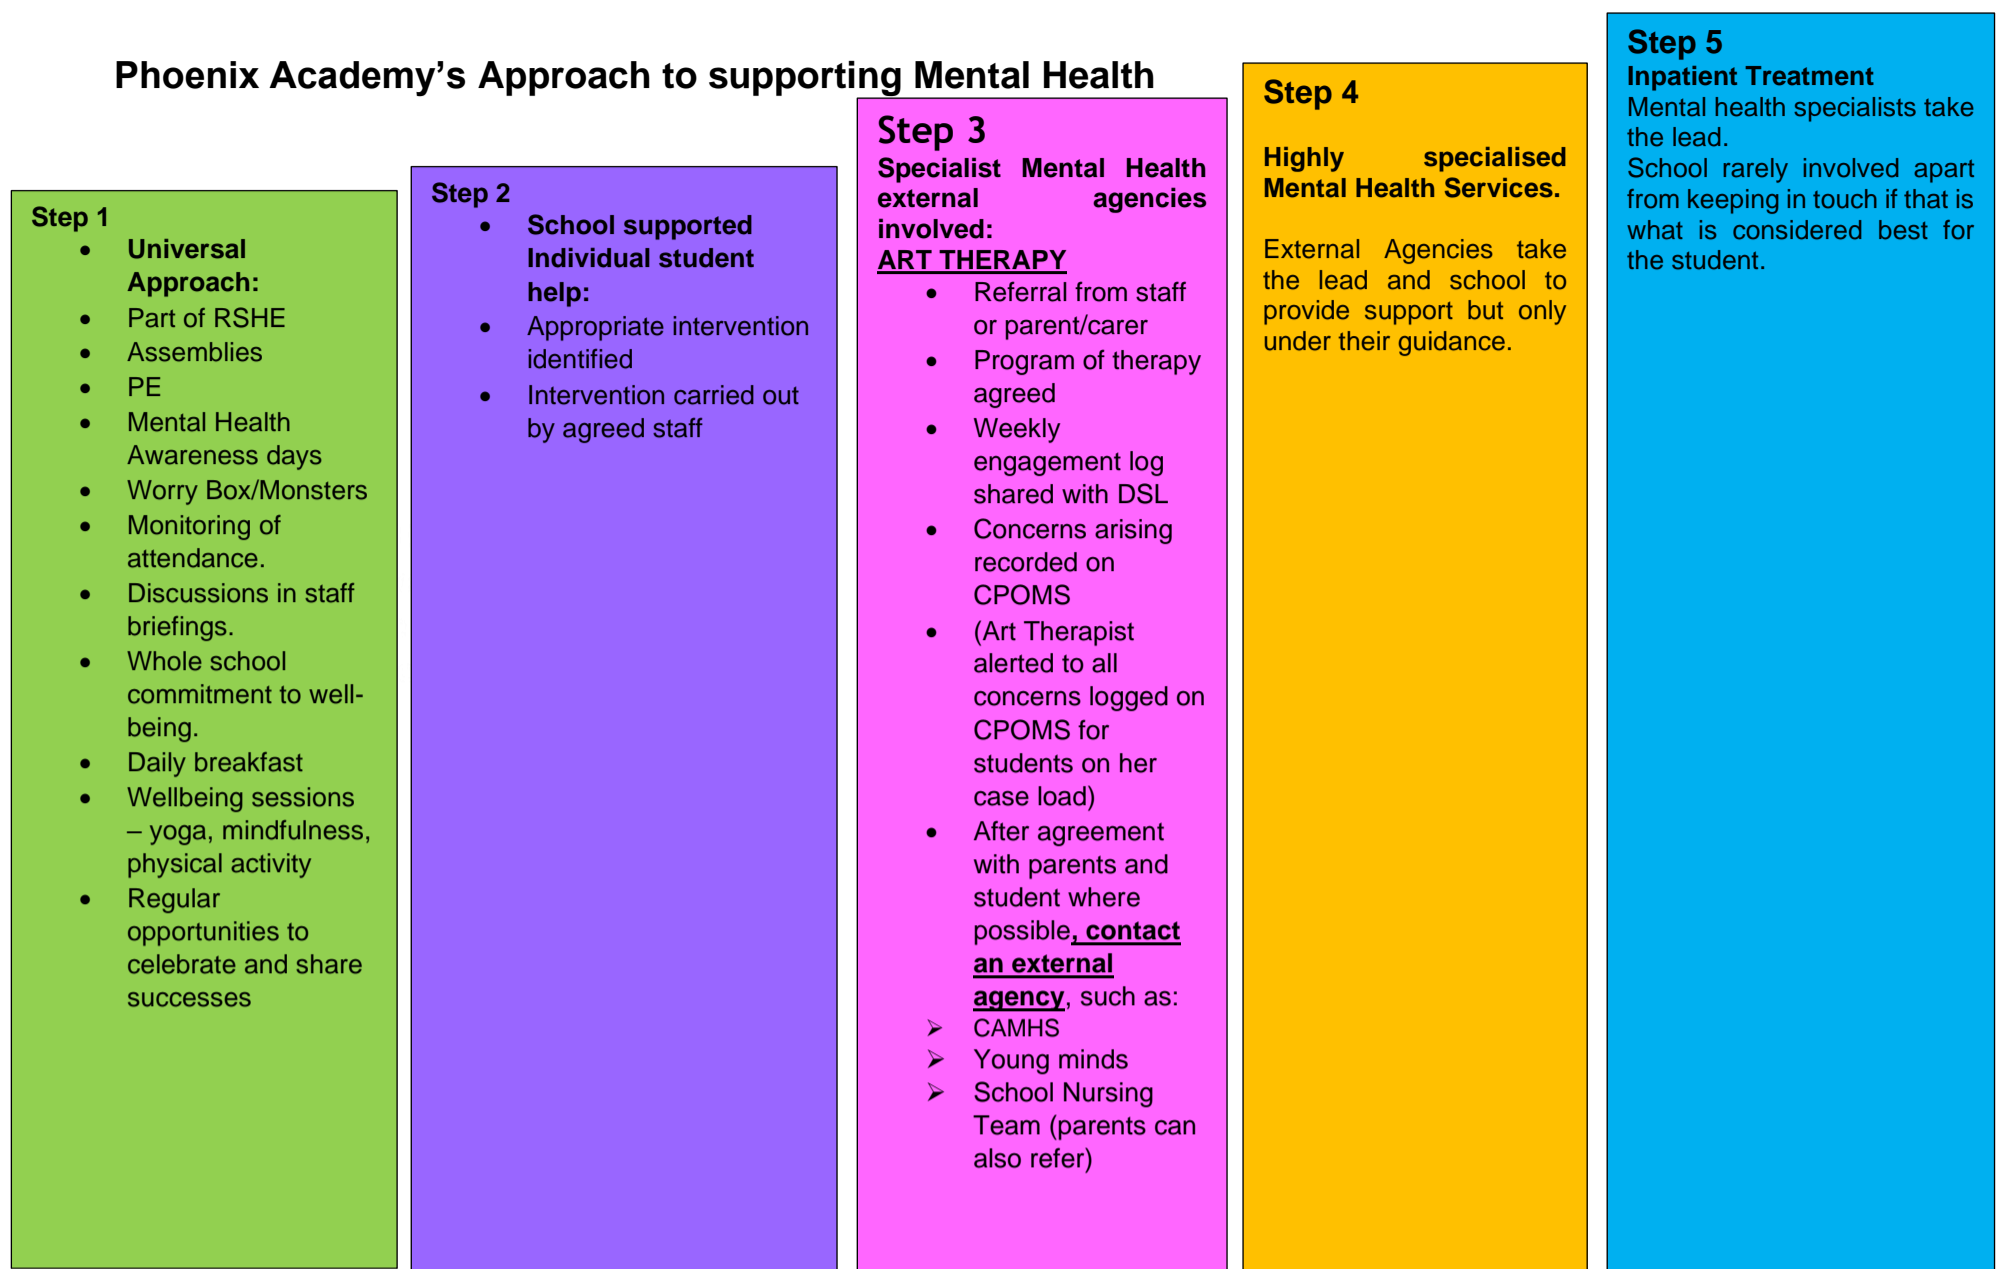 Phoenix Academy’s Approach to supporting Mental Health
Step 1
• Universal
Approach:
• Part of RSHE
• Assemblies
• PE
• Mental Health
Awareness days
• Worry Box/Monsters
• Monitoring of
attendance.
• Discussions in staff
briefings.
• Whole school
commitment to well-
being.
• Daily breakfast
• Wellbeing sessions
– yoga, mindfulness,
physical activity
• Regular
opportunities to
celebrate and share
successes
Step 2
• School supported
Individual student
help:
• Appropriate intervention
identified
• Intervention carried out
by agreed staff
Step 3
Specialist Mental Health
external agencies
involved:
ART THERAPY
• Referral from staff
or parent/carer
• Program of therapy
agreed
• Weekly
engagement log
shared with DSL
• Concerns arising
recorded on
CPOMS
• (Art Therapist
alerted to all
concerns logged on
CPOMS for
students on her
case load)
• After agreement
with parents and
student where
possible, contact
an external
agency, such as:
➢ CAMHS
➢ Young minds
➢ School Nursing
Team (parents can
also refer)
Step 4
Highly specialised
Mental Health Services.
External Agencies take
the lead and school to
provide support but only
under their guidance.
Step 5
Inpatient Treatment
Mental health specialists take
the lead.
School rarely involved apart
from keeping in touch if that is
what is considered best for
the student.